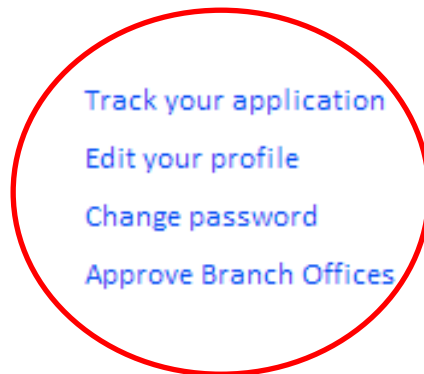 Track your application
Edit your profile
Change password
Approve Branch Offices